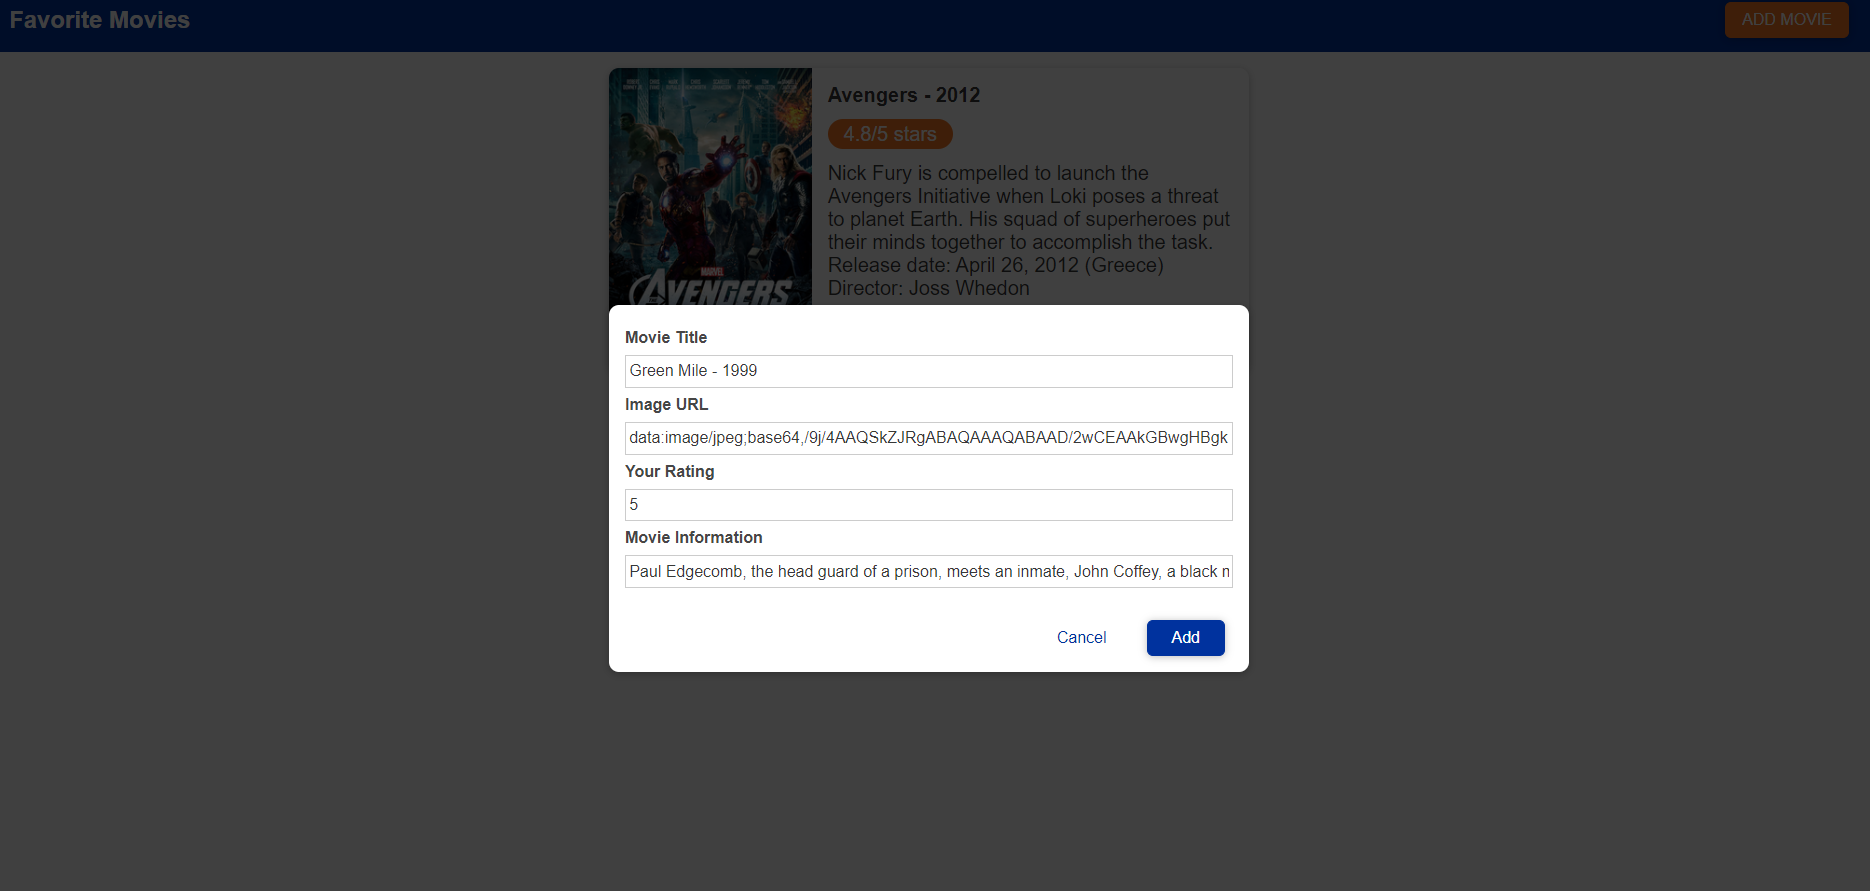 Favorite Movies
ADD MOVIE
Avengers - 2012
4.8/5 stars
Nick Fury is compelled to launch the
Avengers Initiative when Loki poses a threat
to planet Earth. His squad of superheroes put
their minds together to accomplish the task.
Release date: April 26, 2012 (Greece)
Director: Joss Whedon
MARVEL
AVENGERS
Movie Title
Green Mile - 1999
Image URL
data:image/jpeg;base64,/9j/4AAQSkZJRgABAQAAAQABAAD/2wCEAAkGBwgHBgk
Your Rating
5
Movie Information
Paul Edgecomb, the head guard of a prison, meets an inmate, John Coffey, a black
Cancel
Add